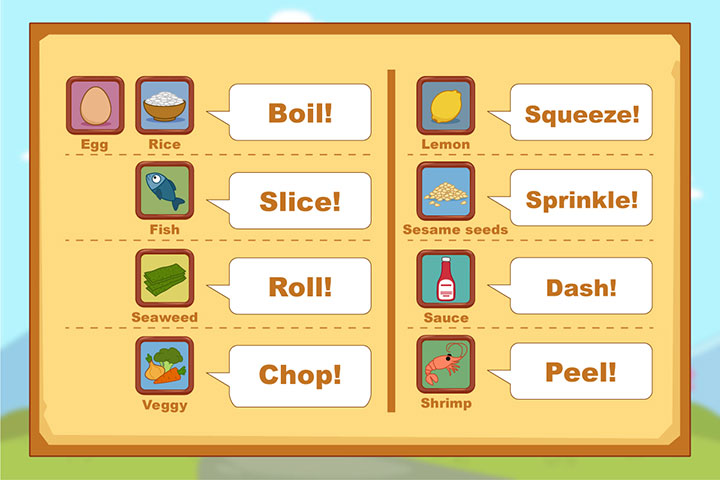 Egg Rice Boil!
Fish Slice!
Seaweed Roll!
Veggy Chop!
Lemon Squeeze!
Sesame seeds Sprinkle!
Sauce Dash!
Shrimp Peel!